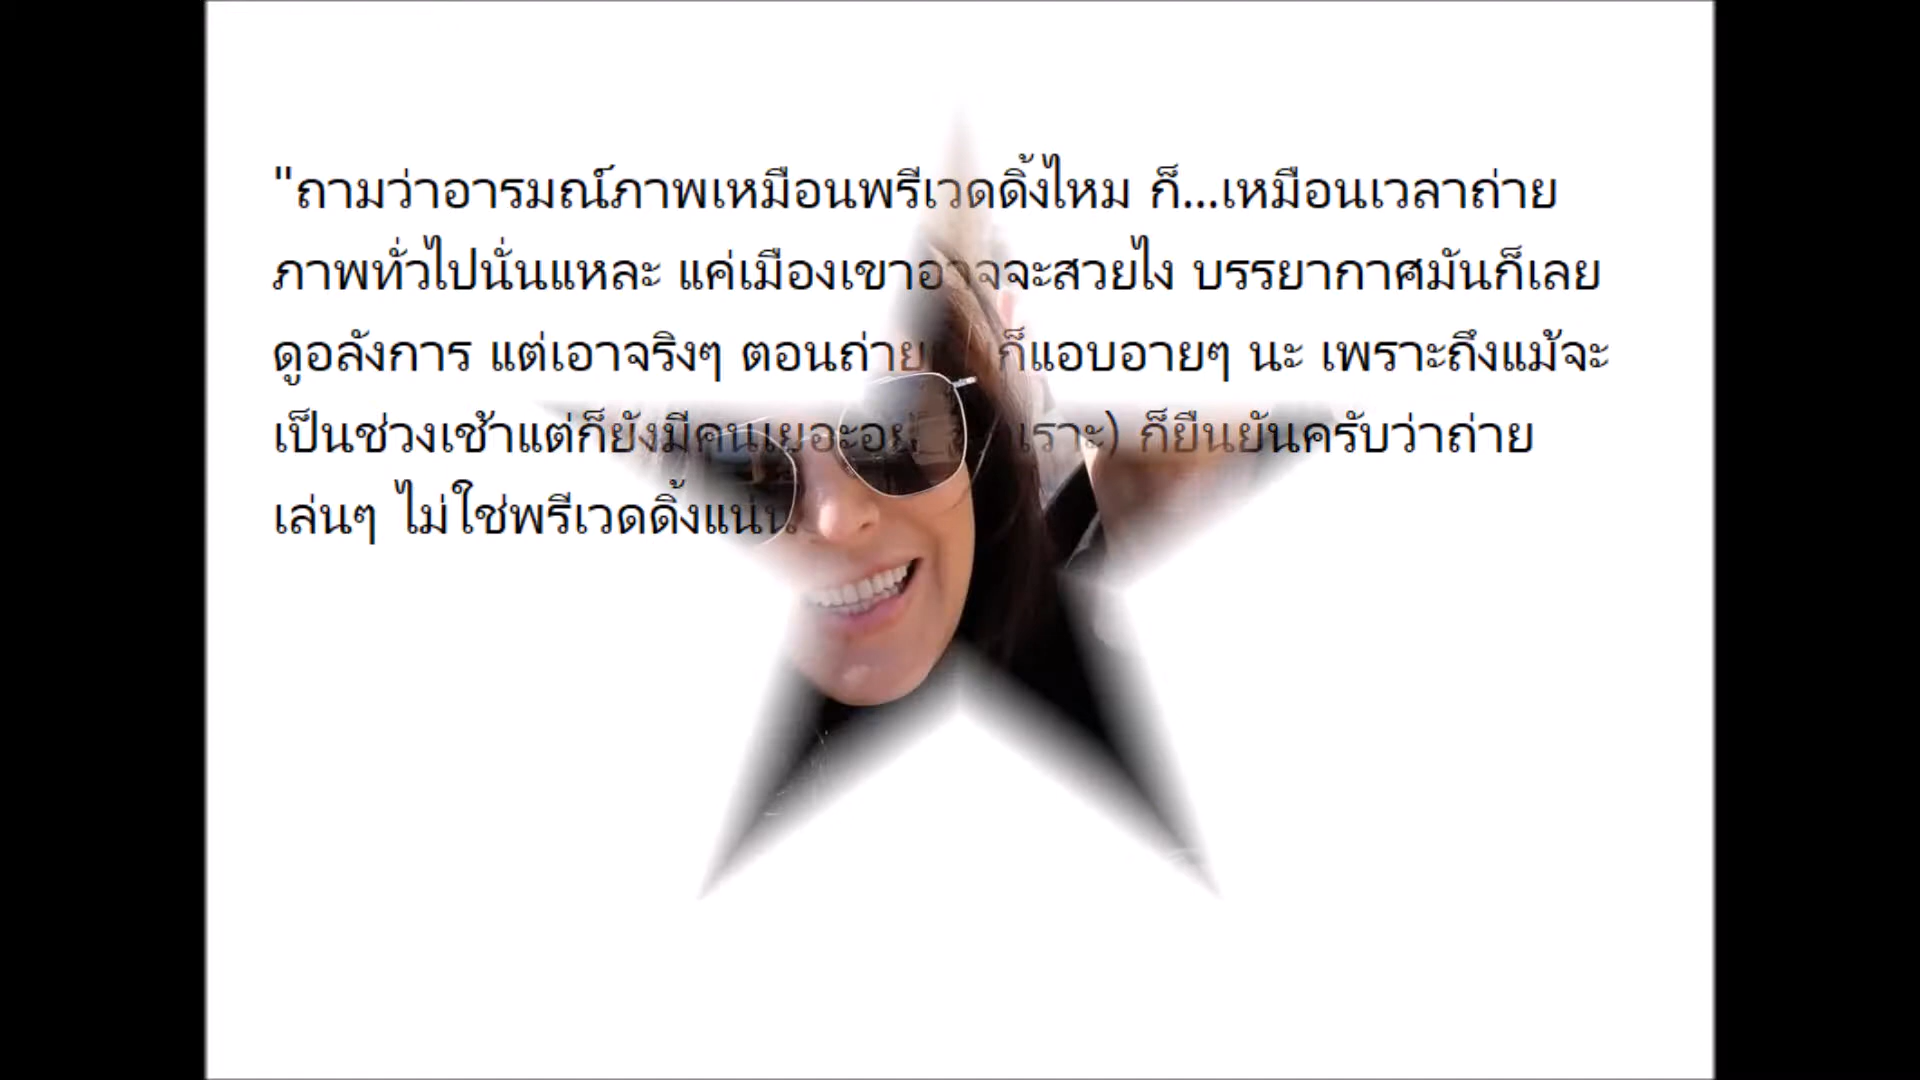 "ถามว่าอารมณ์ภาพเหมือนพรีเวดดิ้งไหม ก็...เหมือนเวลาถ่าย
ภาพทั่วไปนั่นแหละ แค่เมืองเขาอาจจะสวยไง บรรยากาศมันก็เลย
ดูอลังการ แต่เอาจริงๆ ตอนถ่าย ก็แอบอายๆ นะ เพราะถึงแม้จะ
เป็นช่วงเช้าแต่ก็ยังมีคนเยอะอยู่ ก็ยืนยันครับว่าถ่าย
เล่นๆ ไม่ใช่พรีเวดดิ้งแน่น